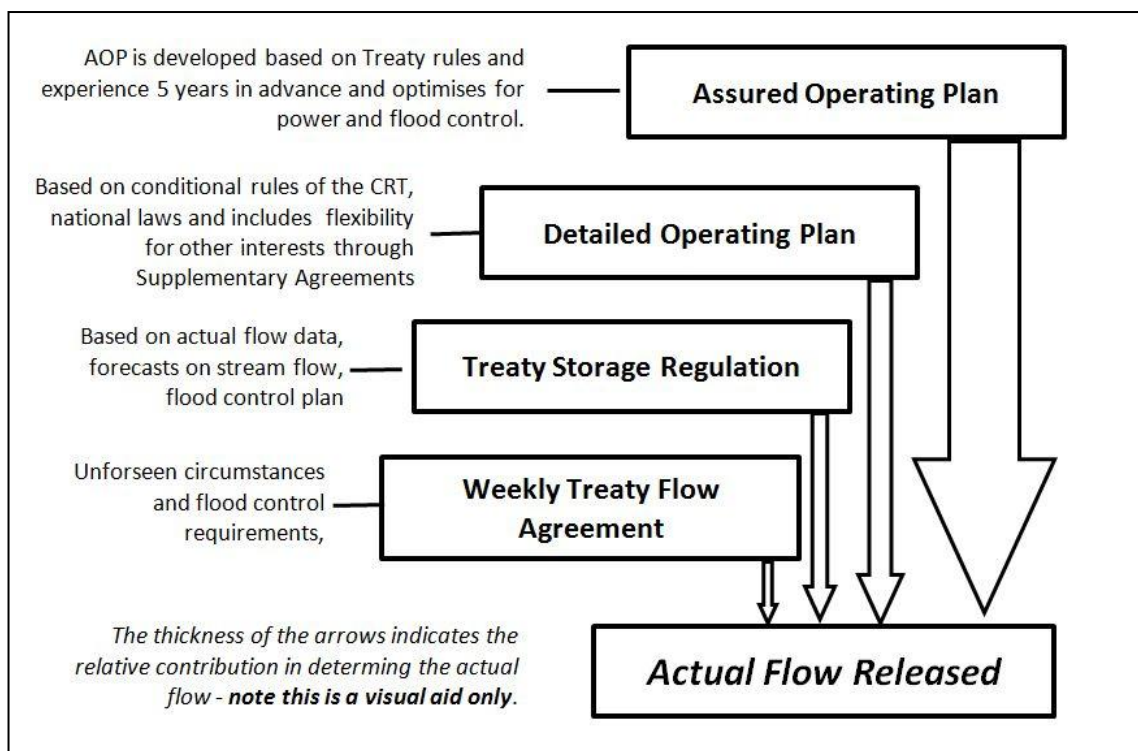 AOP is developed based on Treaty rules and
experience 5 years in advance and optimises for
power and flood control.
Assured Operating Plan
Based on conditional rules of the CRT,
national laws and includes flexibility
for other interests through
Supplementary Agreements
Detailed Operating Plan
Based on actual flow data,
forecasts on stream flow,
flood control plan
Treaty Storage Regulation
Unforseen circumstances
and flood control
requirements,
Weekly Treaty Flow
Agreement
The thickness of the arrows indicates the
relative contribution in determing the actual
flow - note this is a visual aid only.
Actual Flow Released